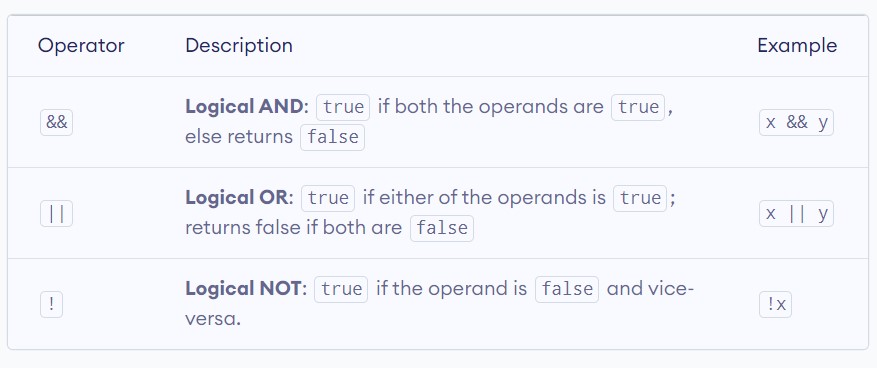 Operator Description Example
&& Logical AND: true if both the operands are true, x && y
else returns false
|| Logical OR: true if either of the operands is true; x || y
returns false if both are false
! Logical NOT: true if the operand is false and vice- !x
versa.